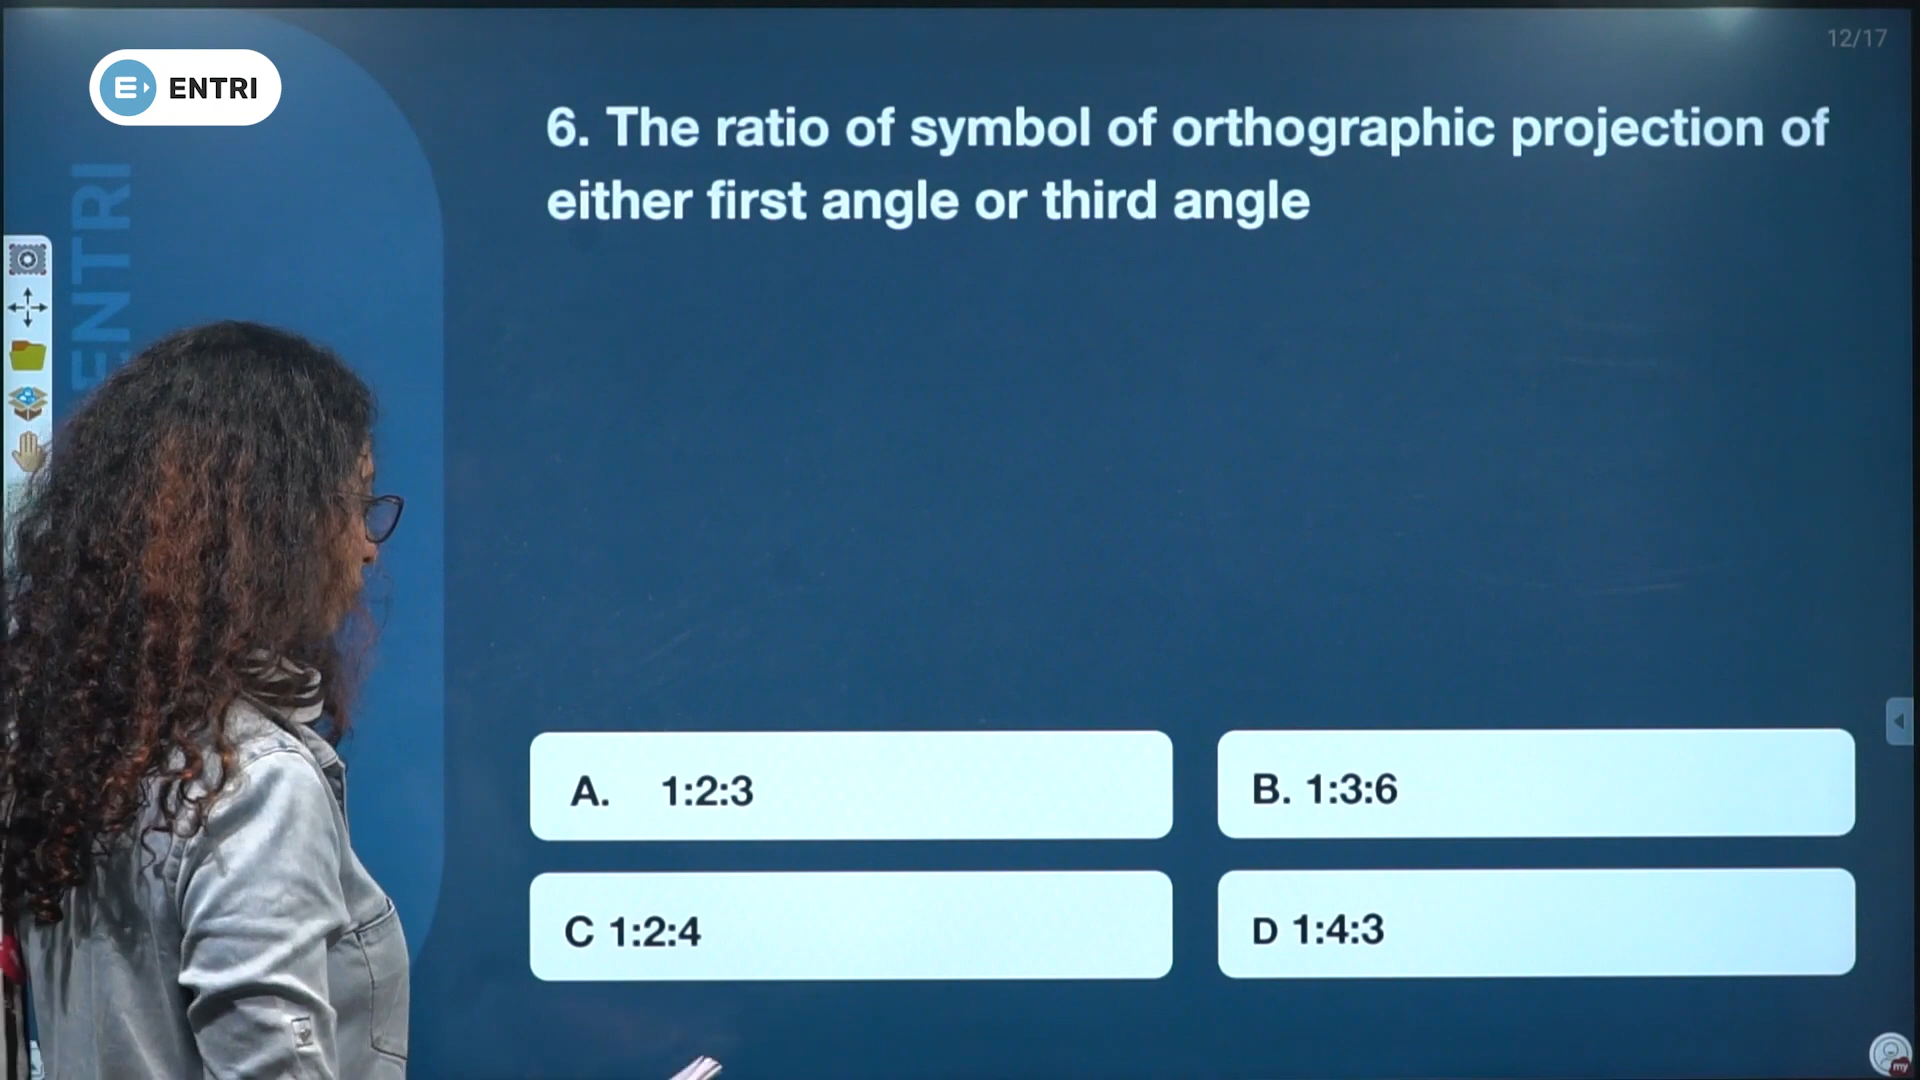 12/17
ENTRI
6. The ratio of symbol of orthographic projection of
either first angle or third angle
ENTRI
A. 1:2:3
B. 1:3:6
C 1:2:4
D 1:4:3